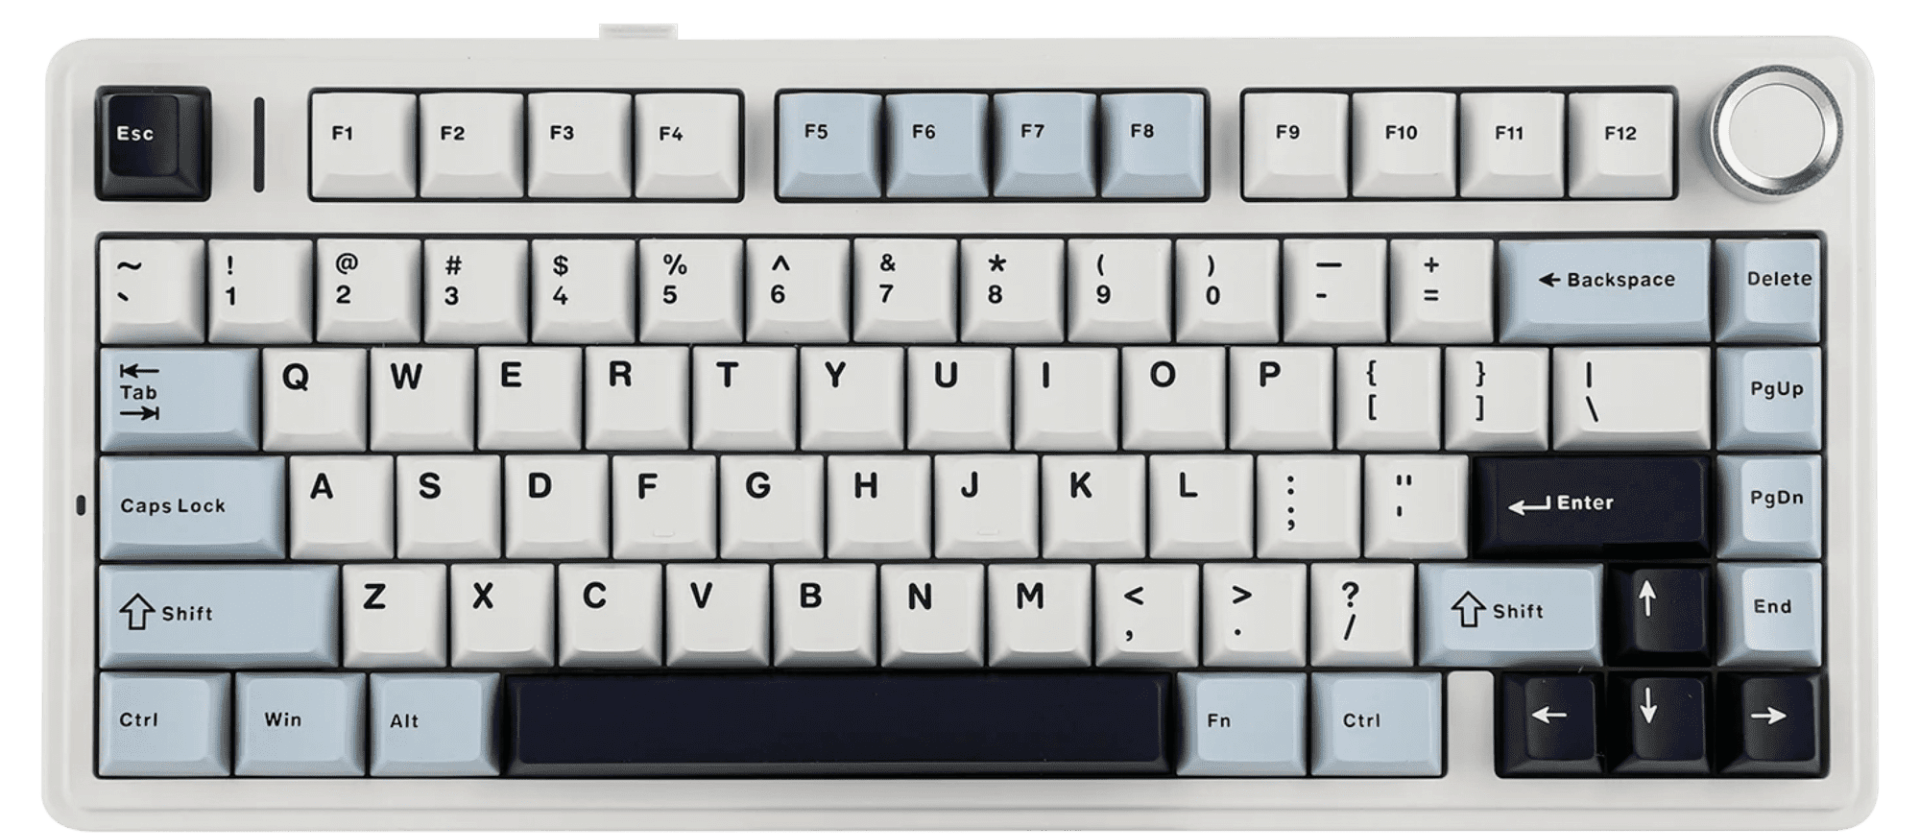 Esc F1 F2 F3 F4 F5 F6 F7 F8 F9 F10 F11 F12
~ ! @ # $ % ^ & * ( ) — +
` 1 2 3 4 5 6 7 8 9 0 - = ← Backspace Delete
⇤
Tab
⇥
Q W E R T Y U I O P { } | PgUp
[ ] \
A S D F G H J K L : "
Caps Lock ; ' ↵ Enter PgDn
Z X C V B N M < > ?
⇧ Shift , . / ⇧ Shift ↑ End
Ctrl Win Alt Fn Ctrl ← ↓ →